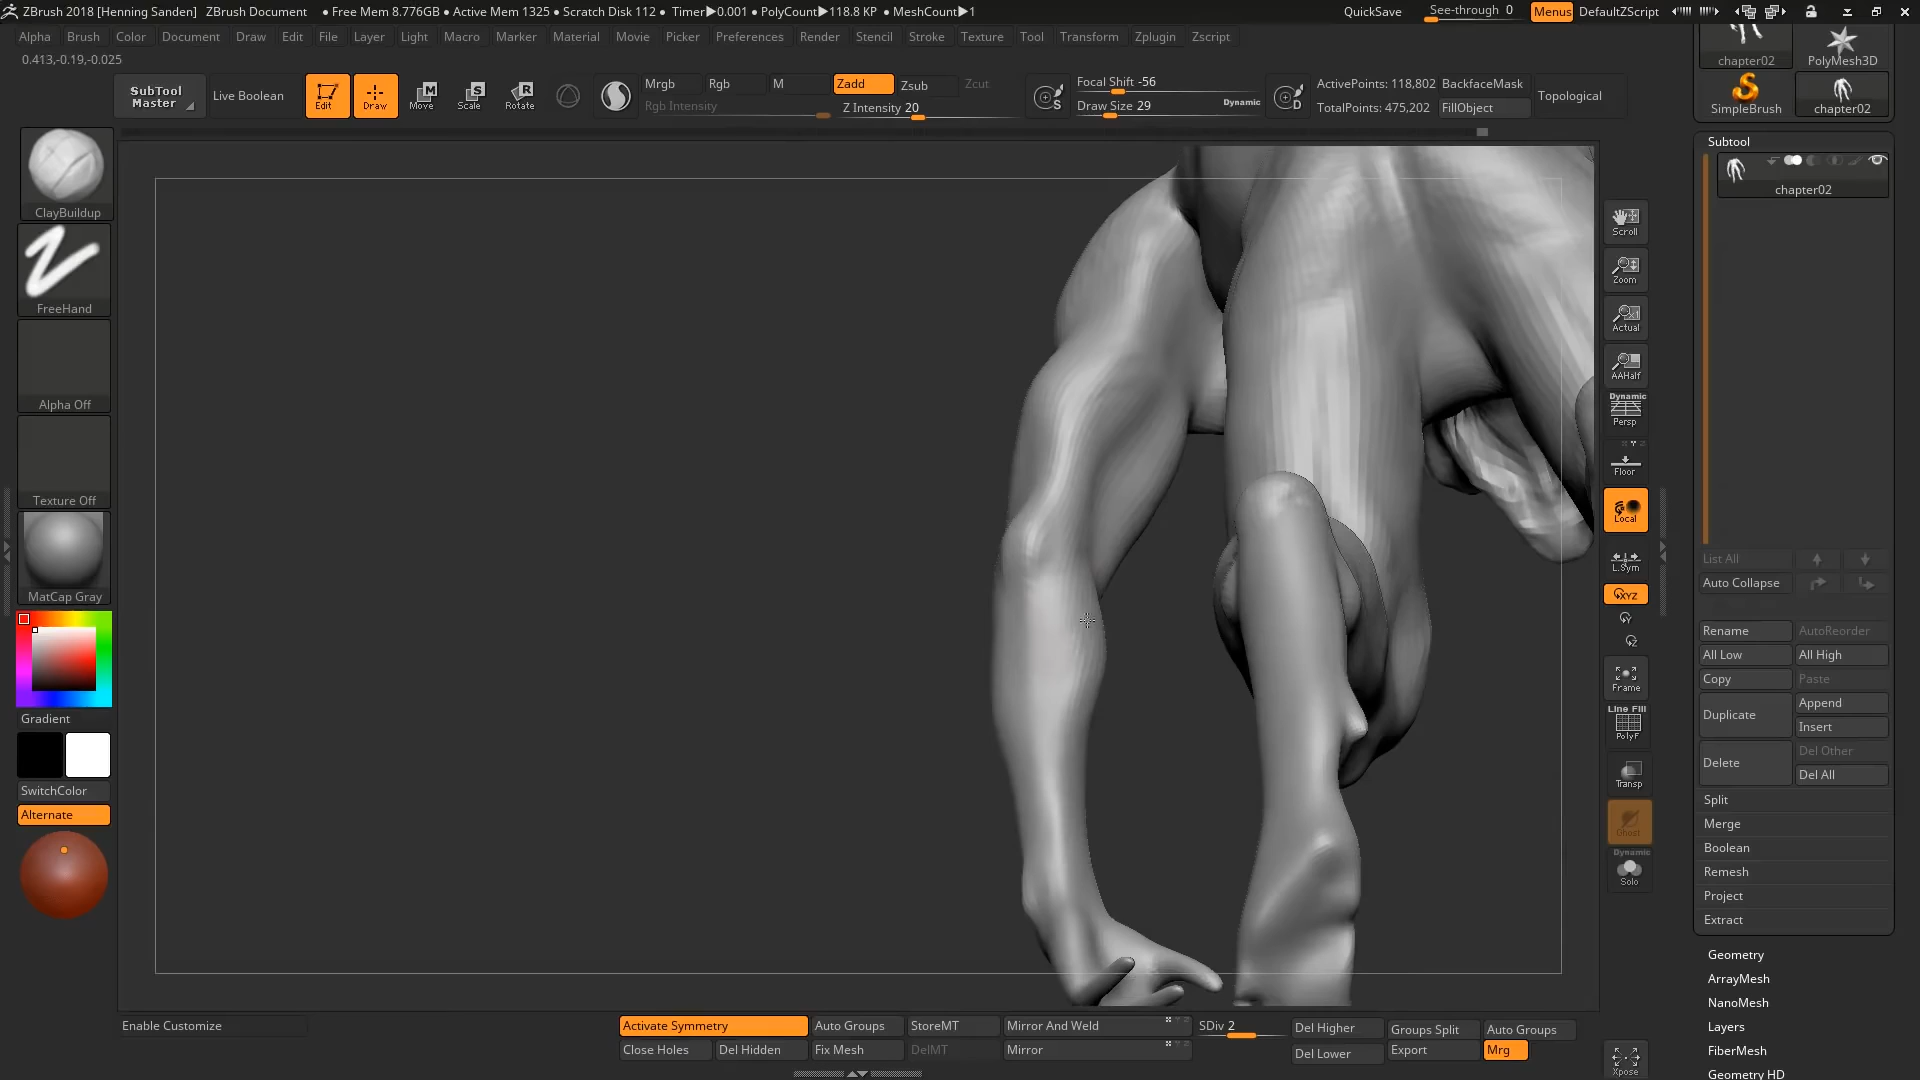 ZBrush 2018 [Henning Sanden] ZBrush Document • Free Mem 8.776GB • Active Mem 1325 • Scratch Disk 112 • Timer▶0.001 • PolyCount▶118.8 KP • MeshCount▶1 QuickSave See-through 0 Menus DefaultZScript
Alpha Brush Color Document Draw Edit File Layer Light Macro Marker Material Movie Picker Preferences Render Stencil Stroke Texture Tool Transform Zplugin Zscript
0.413,-0.19,-0.025
SubTool
Master
Live Boolean
Edit
Draw
Move
Scale
Rotate
Mrgb Rgb M Zadd Zsub Zcut
Rgb Intensity Z Intensity 20
Focal Shift -56
Draw Size 29 Dynamic
S
D
ActivePoints: 118,802 BackfaceMask
TotalPoints: 475,202 FillObject
Topological
chapter02 PolyMesh3D
SimpleBrush chapter02
ClayBuildup
FreeHand
Alpha Off
Texture Off
MatCap Gray
Gradient
SwitchColor
Alternate
Scroll
Zoom
Actual
AAHalf
Dynamic
Persp
Floor
Local
L.Sym
XYZ
Y
Z
Frame
Line Fill
PolyF
Transp
Ghost
Dynamic
Solo
Xpose
Subtool
chapter02
List All
Auto Collapse
Rename AutoReorder
All Low All High
Copy Paste
Duplicate Append
Insert
Delete Del Other
Del All
Split
Merge
Boolean
Remesh
Project
Extract
Geometry
ArrayMesh
NanoMesh
Layers
FiberMesh
Geometry HD
Enable Customize
Activate Symmetry Auto Groups StoreMT Mirror And Weld SDiv 2 Del Higher Groups Split Auto Groups
Close Holes Del Hidden Fix Mesh DelMT Mirror Del Lower Export Mrg